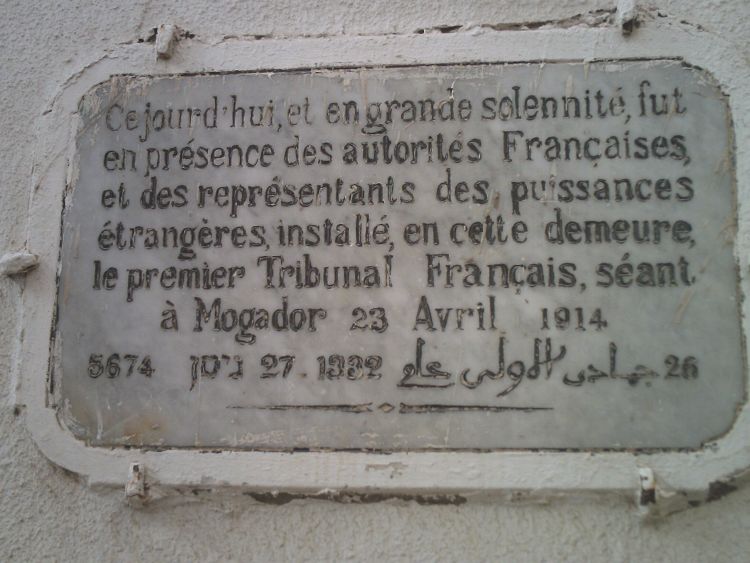 Ce jourd'hui, et en grande solennité, fut
en présence des autorités Françaises,
et des représentants des puissances
étrangères, installé, en cette demeure,
le premier Tribunal Français, séant
à Mogador 23 Avril 1914
26 جمادى الاولى عام 1332 . 27 ניסן 5674